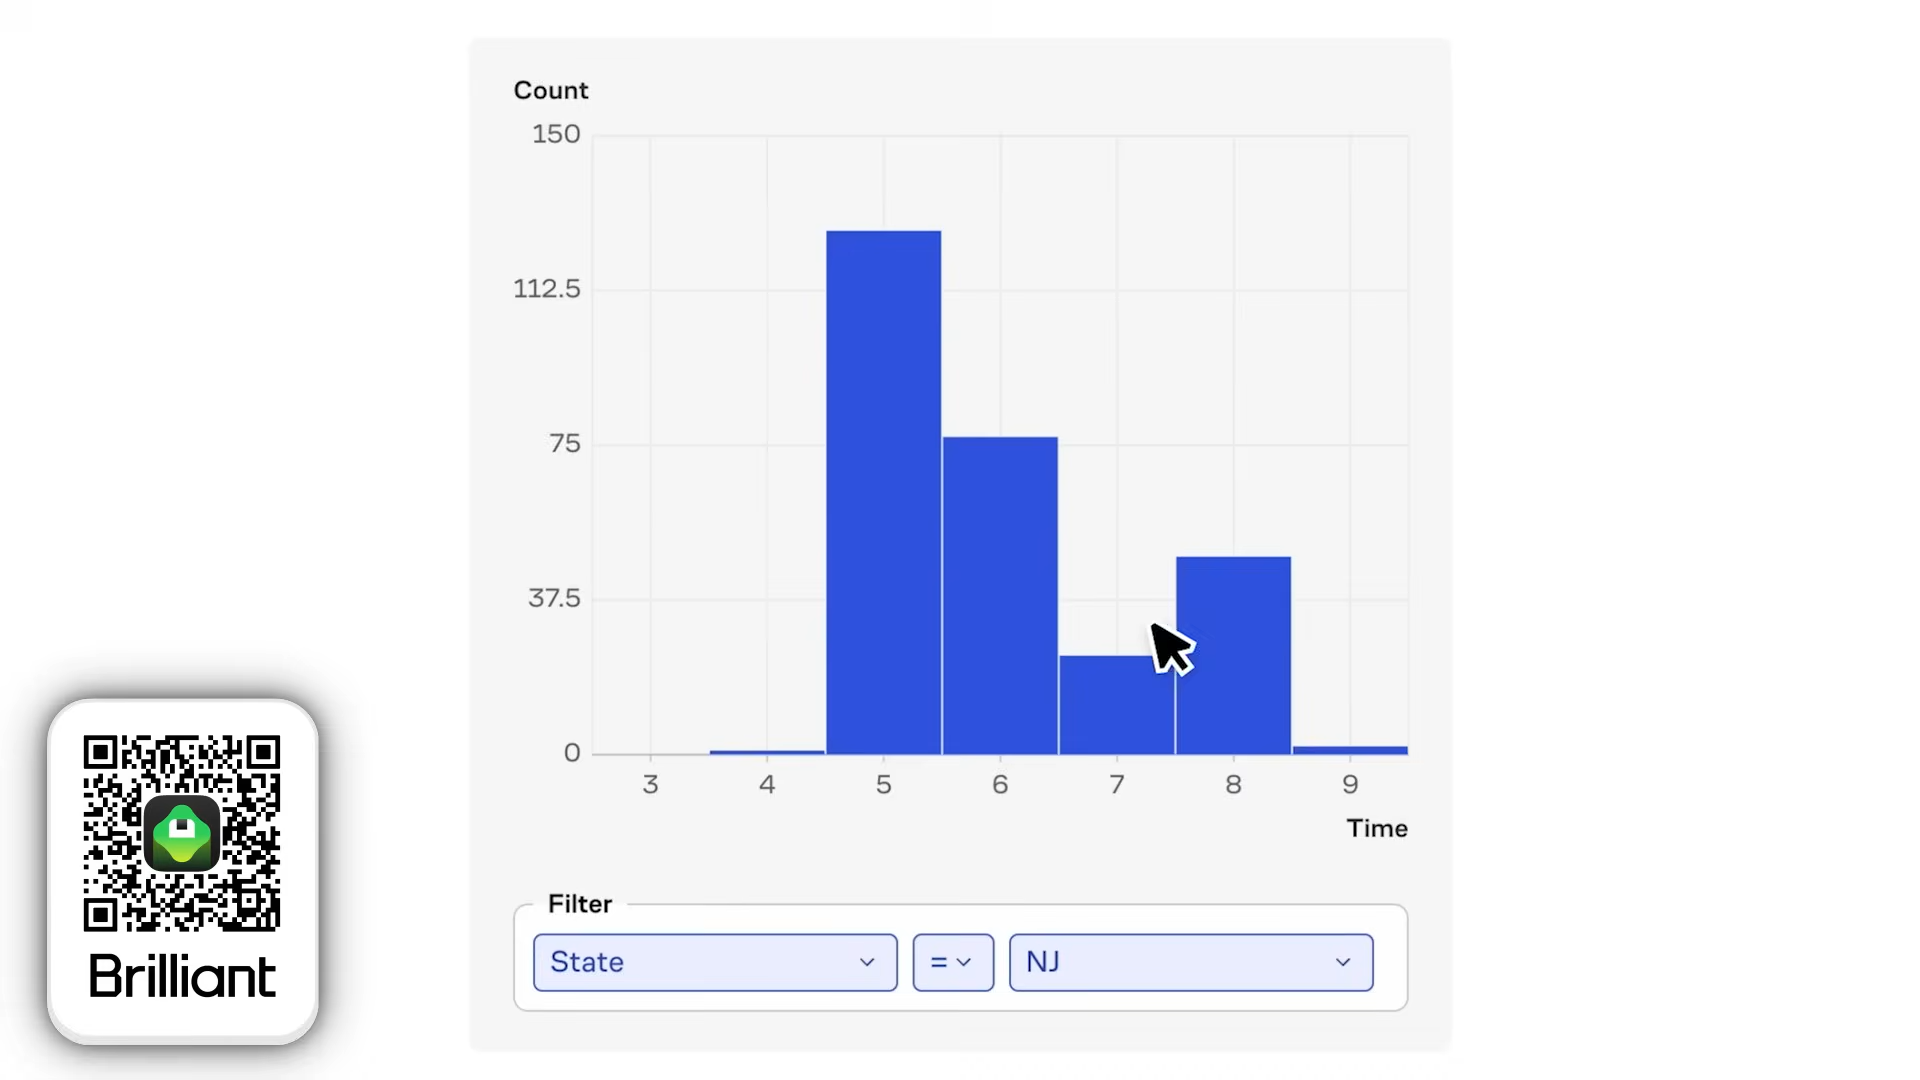 Count
150
112.5
75
37.5
0
3 4 5 6 7 8 9
Time
Filter
State = NJ
Brilliant